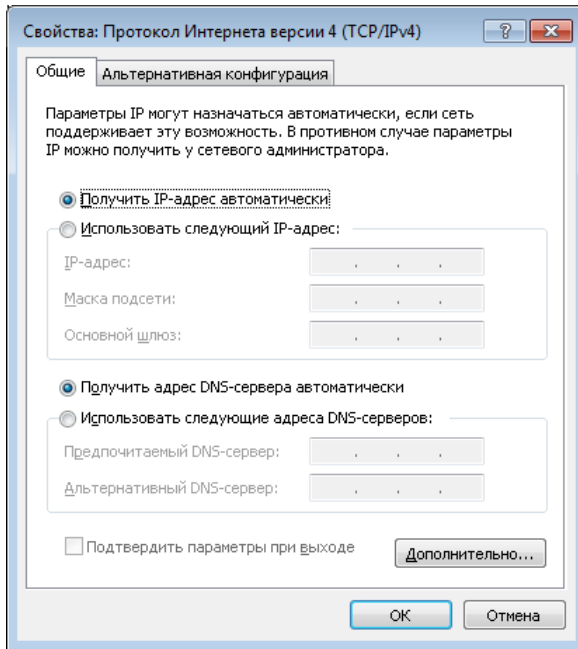 Свойства: Протокол Интернета версии 4 (TCP/IPv4)
Общие
Альтернативная конфигурация
Параметры IP могут назначаться автоматически, если сеть
поддерживает эту возможность. В противном случае параметры
IP можно получить у сетевого администратора.
Получить IP-адрес автоматически
Использовать следующий IP-адрес:
IP-адрес:
Маска подсети:
Основной шлюз:
Получить адрес DNS-сервера автоматически
Использовать следующие адреса DNS-серверов:
Предпочитаемый DNS-сервер:
Альтернативный DNS-сервер:
Подтвердить параметры при выходе
Дополнительно...
ОК
Отмена